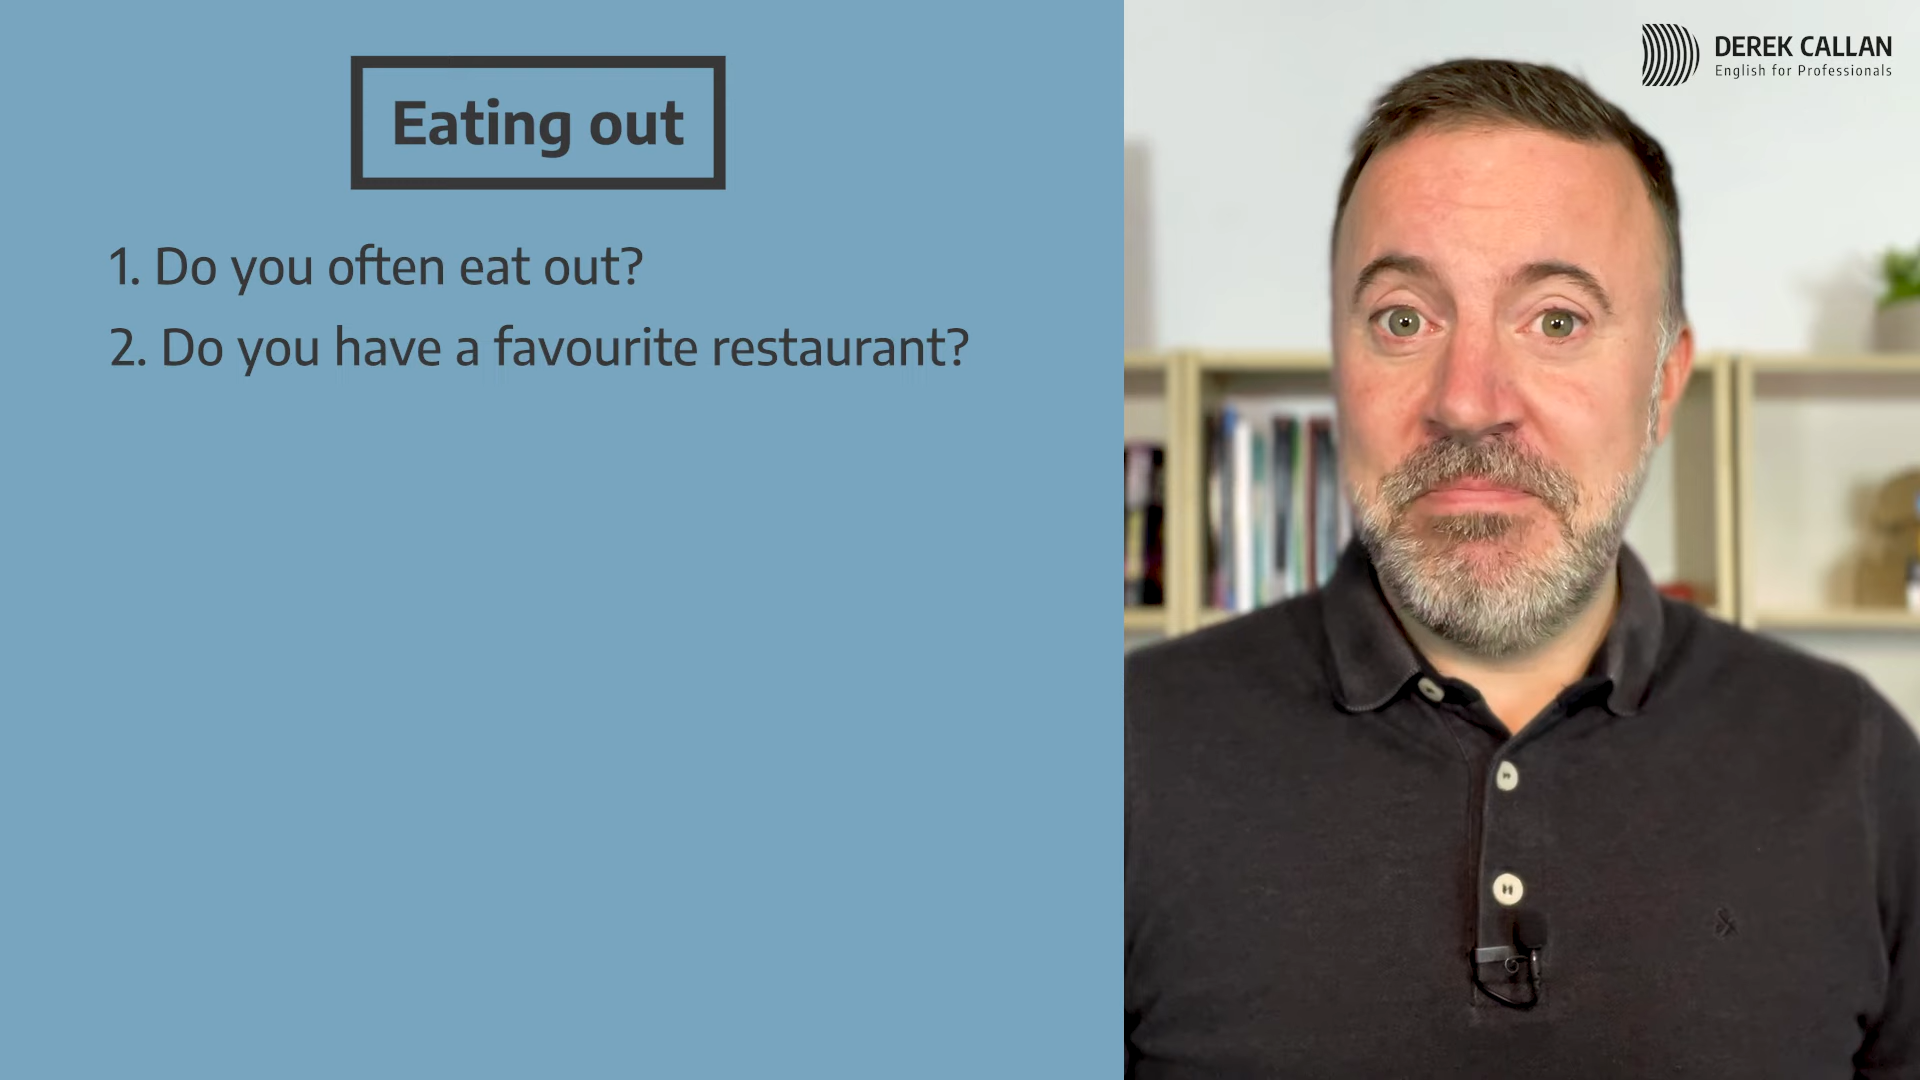 Eating out
1. Do you often eat out?
2. Do you have a favourite restaurant?
DEREK CALLAN
English for Professionals